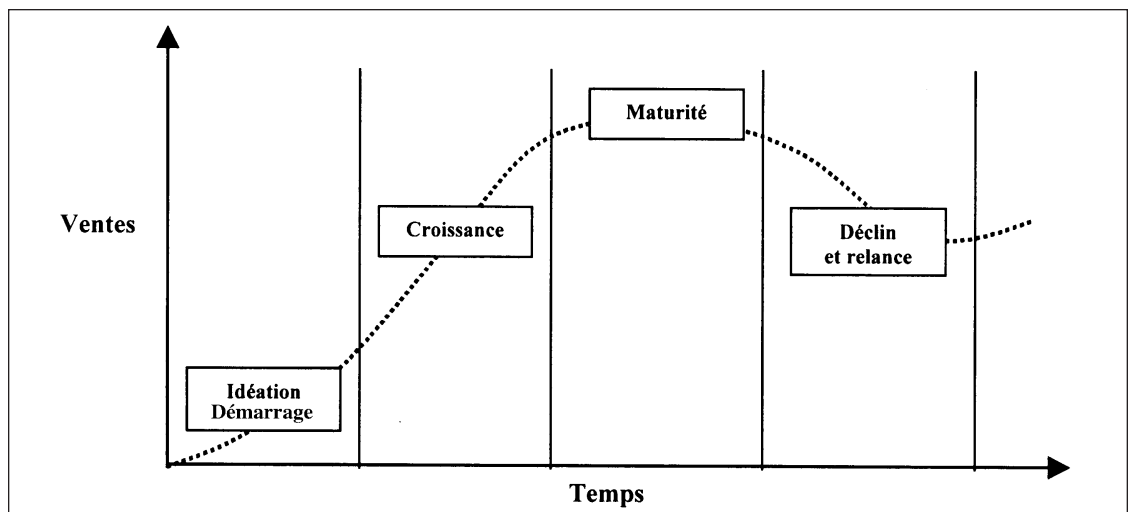 Maturité
Ventes
Croissance
Déclin
et relance
Idéation
Démarrage
Temps